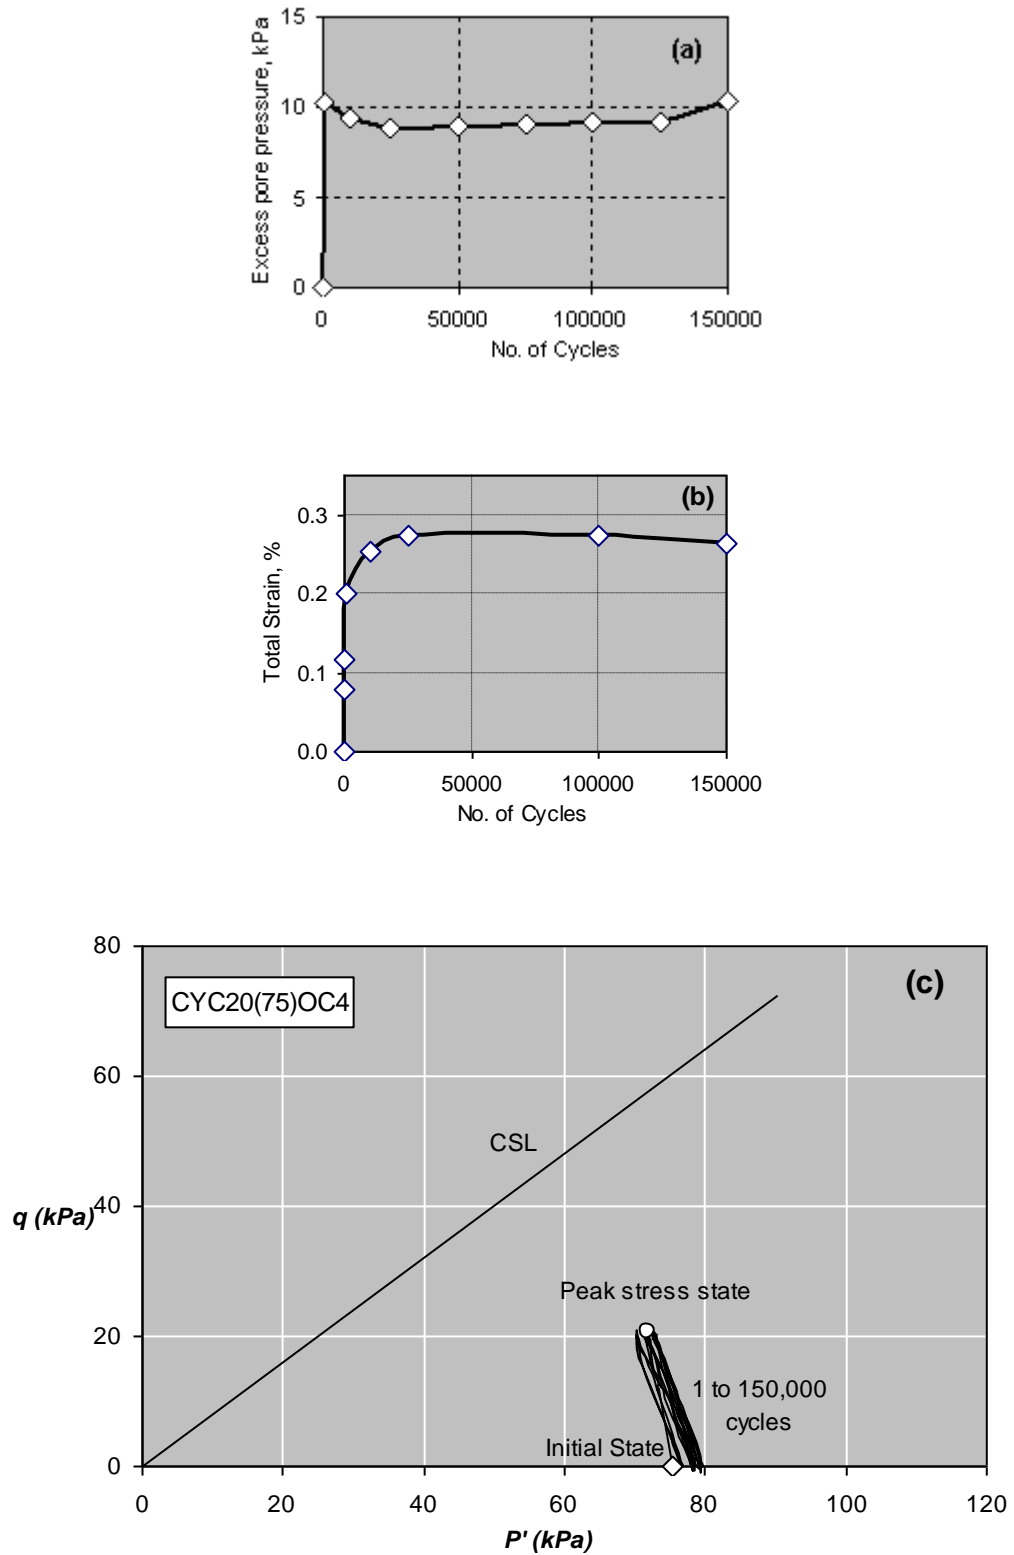 15
(a)
10
5
0
Excess pore pressure, kPa
0 50000 100000 150000
No. of Cycles
(b)
0.3
0.2
0.1
0.0
Total Strain, %
0 50000 100000 150000
No. of Cycles
80
(c)
CYC20(75)OC4
60
CSL
q (kPa)
40
Peak stress state
20
1 to 150,000
cycles
Initial State
0
0 20 40 60 80 100 120
P' (kPa)